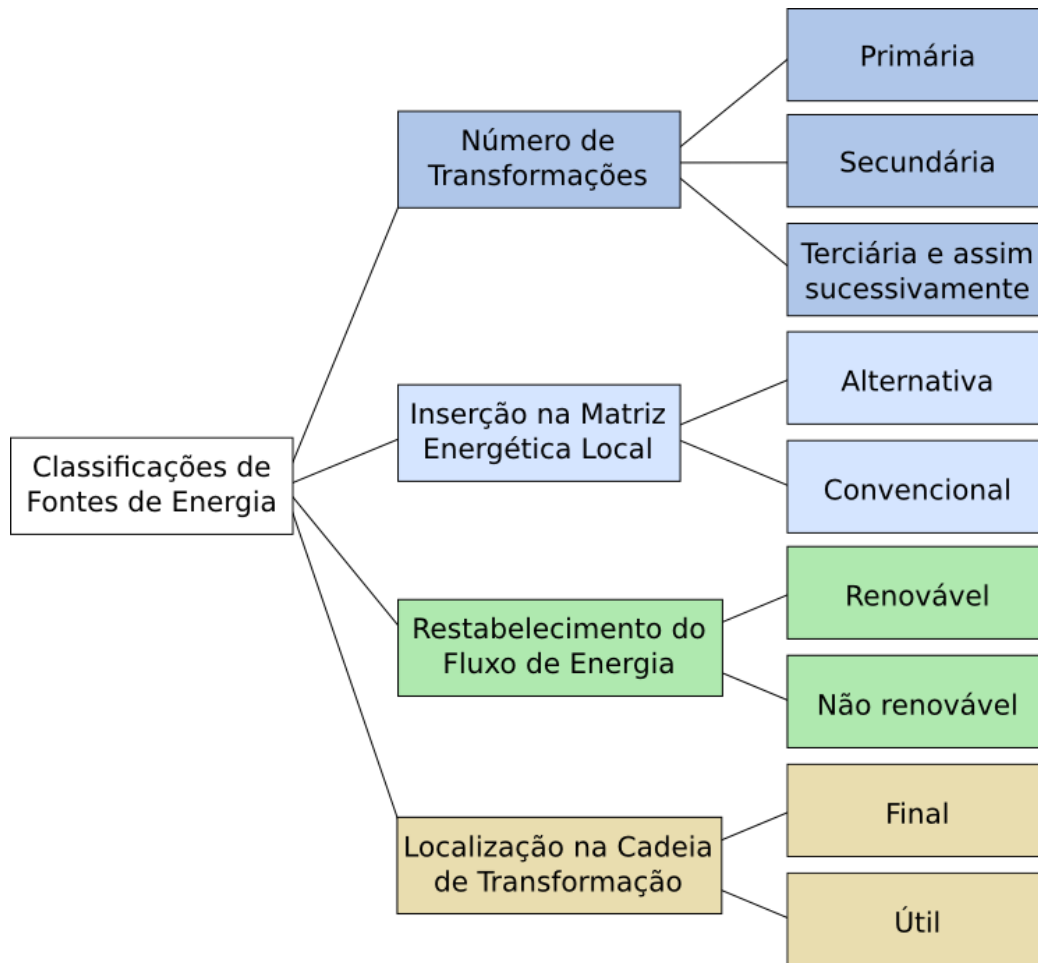 Classificações de
Fontes de Energia
Número de
Transformações
Primária
Secundária
Terciária e assim
sucessivamente
Inserção na Matriz
Energética Local
Alternativa
Convencional
Restabelecimento do
Fluxo de Energia
Renovável
Não renovável
Localização na Cadeia
de Transformação
Final
Útil